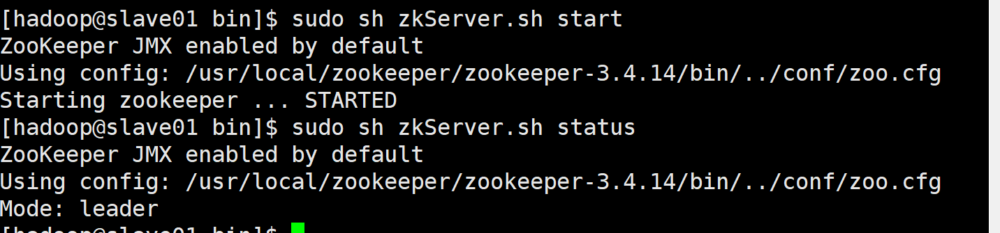 [hadoop@slave01 bin]$ sudo sh zkServer.sh start
ZooKeeper JMX enabled by default
Using config: /usr/local/zookeeper/zookeeper-3.4.14/bin/../conf/zoo.cfg
Starting zookeeper ... STARTED
[hadoop@slave01 bin]$ sudo sh zkServer.sh status
ZooKeeper JMX enabled by default
Using config: /usr/local/zookeeper/zookeeper-3.4.14/bin/../conf/zoo.cfg
Mode: leader
[hadoop@slave01 bin]$